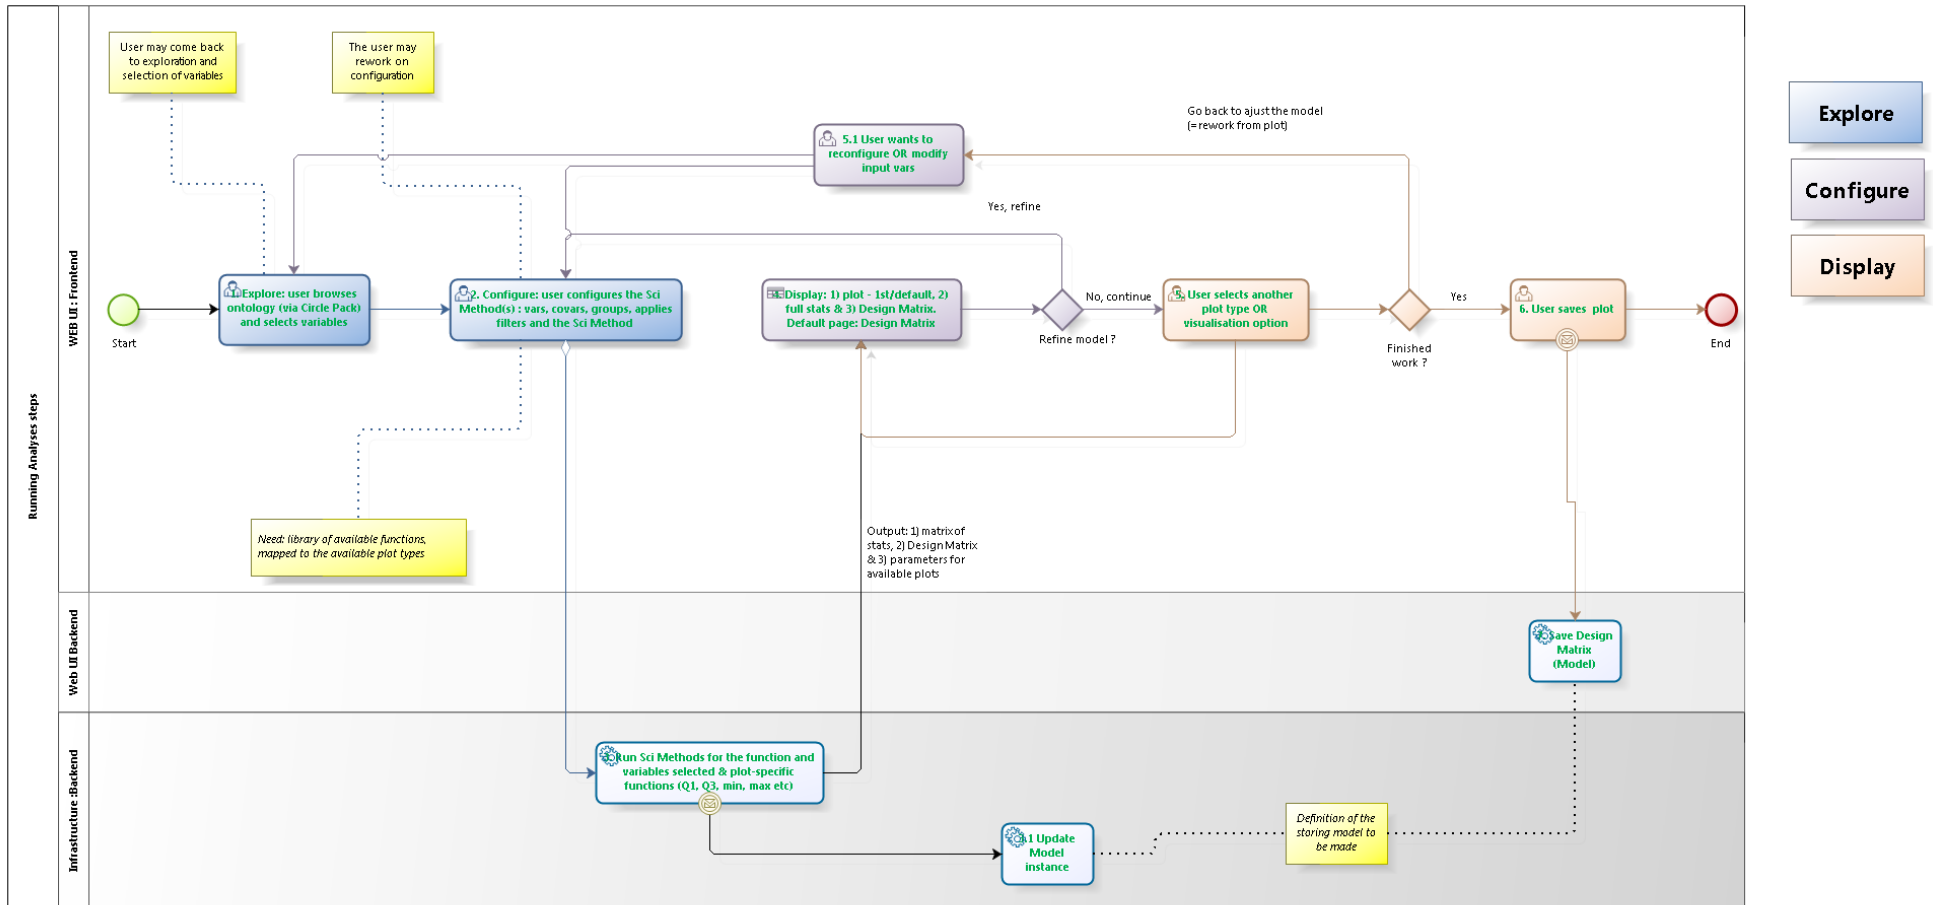 User may come back
to exploration and
selection of variables
The user may
rework on
configuration
Go back to ajust the model
(= rework from plot)
Explore
5.1 User wants to
reconfigure OR modify
input vars
Configure
Yes, refine
Display
WEB UI : Frontend
Start
Explore: user browses
ontology (via Circle Pack)
and selects variables
2. Configure: user configures the Sci
Method(s) : vars, covars, groups, applies
filters and the Sci Method
Display: 1) plot - 1st/default, 2)
full stats & 3) Design Matrix.
Default page: Design Matrix
Refine model ?
No, continue
User selects another
plot type OR
visualisation option
Finished
work ?
Yes
6. User saves plot
End
Running Analyses steps
Need: library of available functions,
mapped to the available plot types
Output: 1) matrix of
stats, 2) Design Matrix
& 3) parameters for
available plots
Web UI Backend
Save Design
Matrix
(Model)
Infrastructure :Backend
Run Sci Methods for the function and
variables selected & plot-specific
functions (Q1, Q3, min, max etc)
Update
Model
instance
Definition of the
storing model to
be made